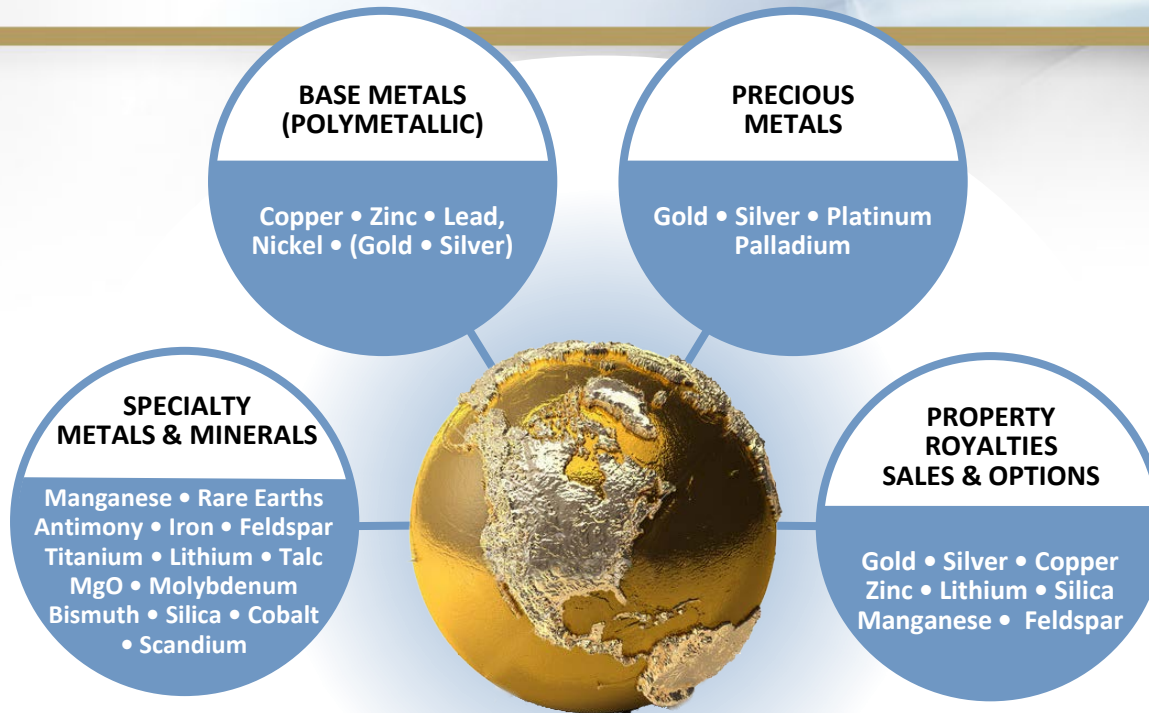 BASE METALS
(POLYMETALLIC)
Copper • Zinc • Lead,
Nickel • (Gold • Silver)
PRECIOUS
METALS
Gold • Silver • Platinum
Palladium
SPECIALTY
METALS & MINERALS
Manganese • Rare Earths
Antimony • Iron • Feldspar
Titanium • Lithium • Talc
MgO • Molybdenum
Bismuth • Silica • Cobalt
• Scandium
PROPERTY
ROYALTIES
SALES & OPTIONS
Gold • Silver • Copper
Zinc • Lithium • Silica
Manganese • Feldspar